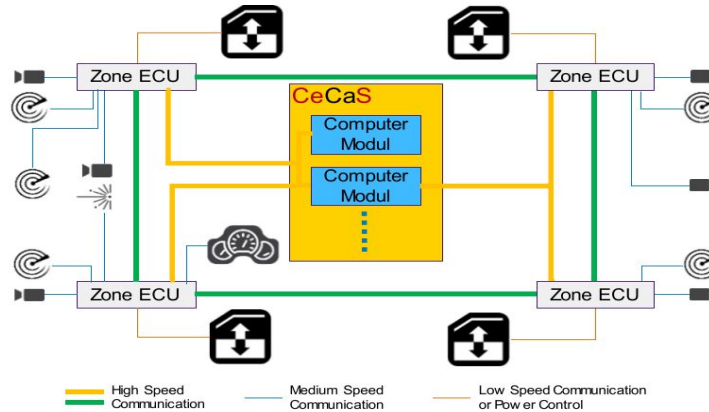 Zone ECU
Zone ECU
CeCaS
Computer
Modul
Computer
Modul
Zone ECU
Zone ECU
High Speed
Communication
Medium Speed
Communication
Low Speed Communication
or Power Control